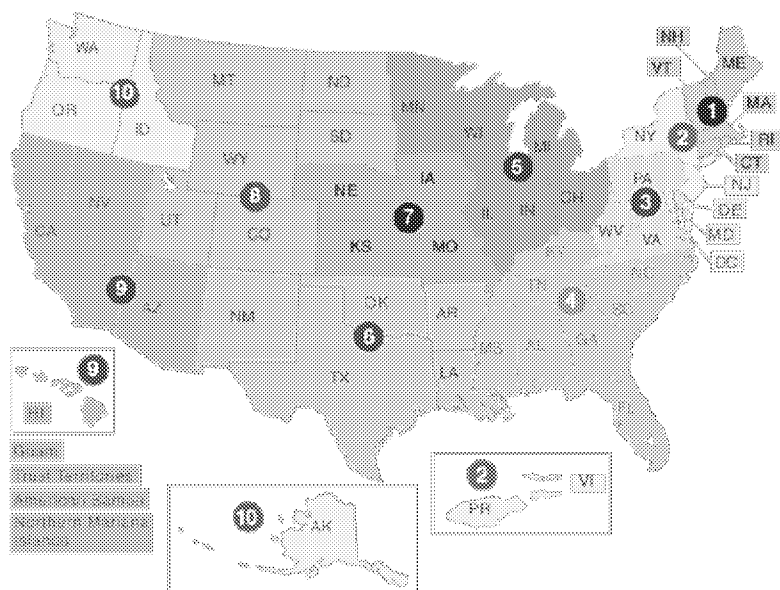 NH
WA
ME
VT
MT
ND
10
MN
MA
OR
1
ID
SD
WI
NY
2
RI
MI
WY
5
CT
IA
PA
NJ
NE
8
3
DE
NV
7
IL
IN
OH
UT
CO
WV
MD
CA
VA
KS
MO
KY
DC
NC
9
TN
4
AZ
OK
NM
AR
SC
6
MS
AL
GA
9
TX
LA
HI
FL
Guam
Trust Territories
American Samoa
Northern Mariana
Islands
2
VI
10
PR
AK